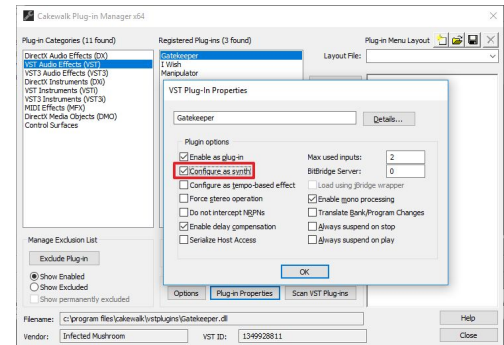 Cakewalk Plug-in Manager x64
Plug-in Categories (11 found)
Registered Plug-ins (3 found)
Plug-in Menu Layout
DirectX Audio Effects (DX)
VST Audio Effects (VST)
VST3 Audio Effects (VST3)
DirectX Instruments (DXi)
VST Instruments (VSTi)
VST3 Instruments (VST3i)
MIDI Effects (MFX)
DirectX Media Objects (DMO)
Control Surfaces
Gatekeeper
I Wish
Manipulator
Layout File:
VST Plug-In Properties
Gatekeeper
Details...
Plugin options
Enable as plug-in
Configure as synth
Configure as tempo-based effect
Force stereo operation
Do not intercept NRPNs
Enable delay compensation
Serialize Host Access
Max used inputs: 2
BitBridge Server: 0
Load using jBridge wrapper
Enable mono processing
Translate Bank/Program Changes
Always suspend on stop
Always suspend on play
OK
Manage Exclusion List
Exclude Plug-in
Show Enabled
Show Excluded
Show permanently excluded
Options
Plug-in Properties
Scan VST Plug-ins
Filename: c:\program files\cakewalk\vstplugins\Gatekeeper.dll
Help
Vendor: Infected Mushroom
VST ID: 1349928811
Close